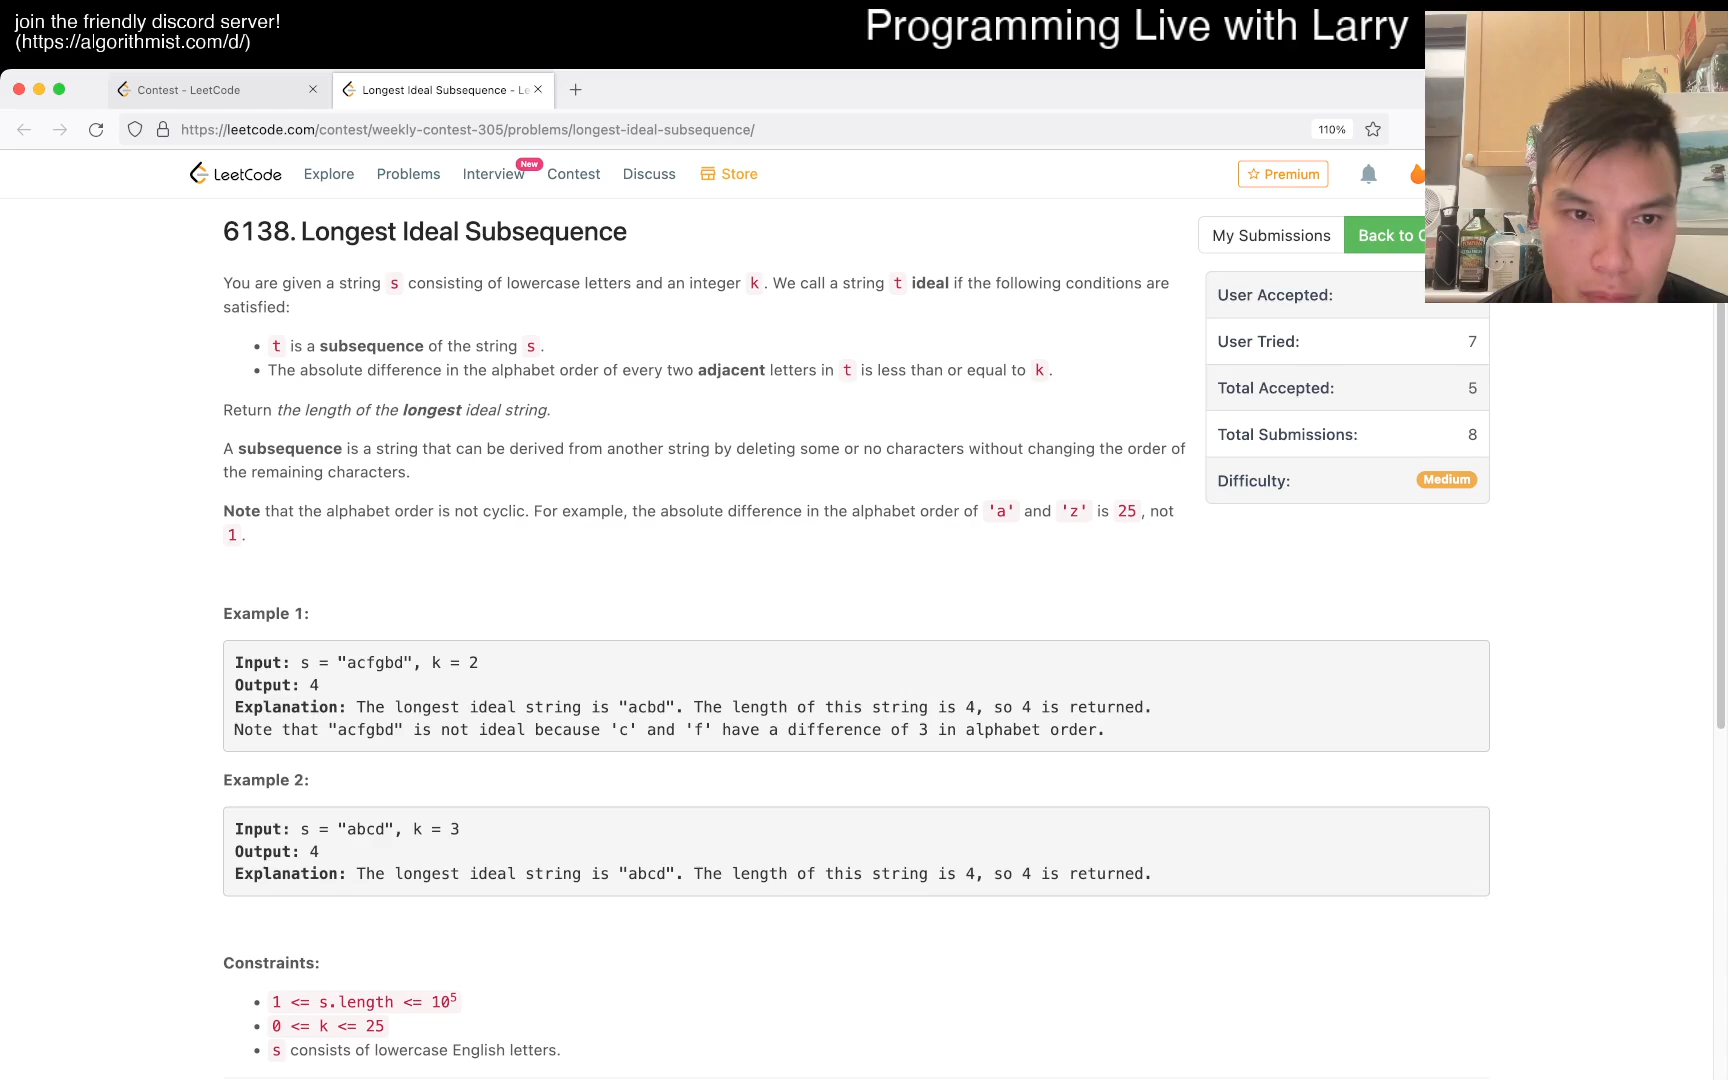 join the friendly discord server!
(https://algorithmist.com/d/)
Programming Live with Larry
Contest - LeetCode
Longest Ideal Subsequence - Le
https://leetcode.com/contest/weekly-contest-305/problems/longest-ideal-subsequence/
110%
LeetCode
Explore
Problems
Interview
New
Contest
Discuss
Store
Premium
6138. Longest Ideal Subsequence
My Submissions
Back to C
You are given a string s consisting of lowercase letters and an integer k. We call a string t ideal if the following conditions are
satisfied:
• t is a subsequence of the string s.
• The absolute difference in the alphabet order of every two adjacent letters in t is less than or equal to k.
Return the length of the longest ideal string.
A subsequence is a string that can be derived from another string by deleting some or no characters without changing the order of
the remaining characters.
Note that the alphabet order is not cyclic. For example, the absolute difference in the alphabet order of 'a' and 'z' is 25, not
1.
User Accepted:
User Tried: 7
Total Accepted: 5
Total Submissions: 8
Difficulty: Medium
Example 1:
Input: s = "acfgbd", k = 2
Output: 4
Explanation: The longest ideal string is "acbd". The length of this string is 4, so 4 is returned.
Note that "acfgbd" is not ideal because 'c' and 'f' have a difference of 3 in alphabet order.
Example 2:
Input: s = "abcd", k = 3
Output: 4
Explanation: The longest ideal string is "abcd". The length of this string is 4, so 4 is returned.
Constraints:
• 1 <= s.length <= 10⁵
• 0 <= k <= 25
• s consists of lowercase English letters.